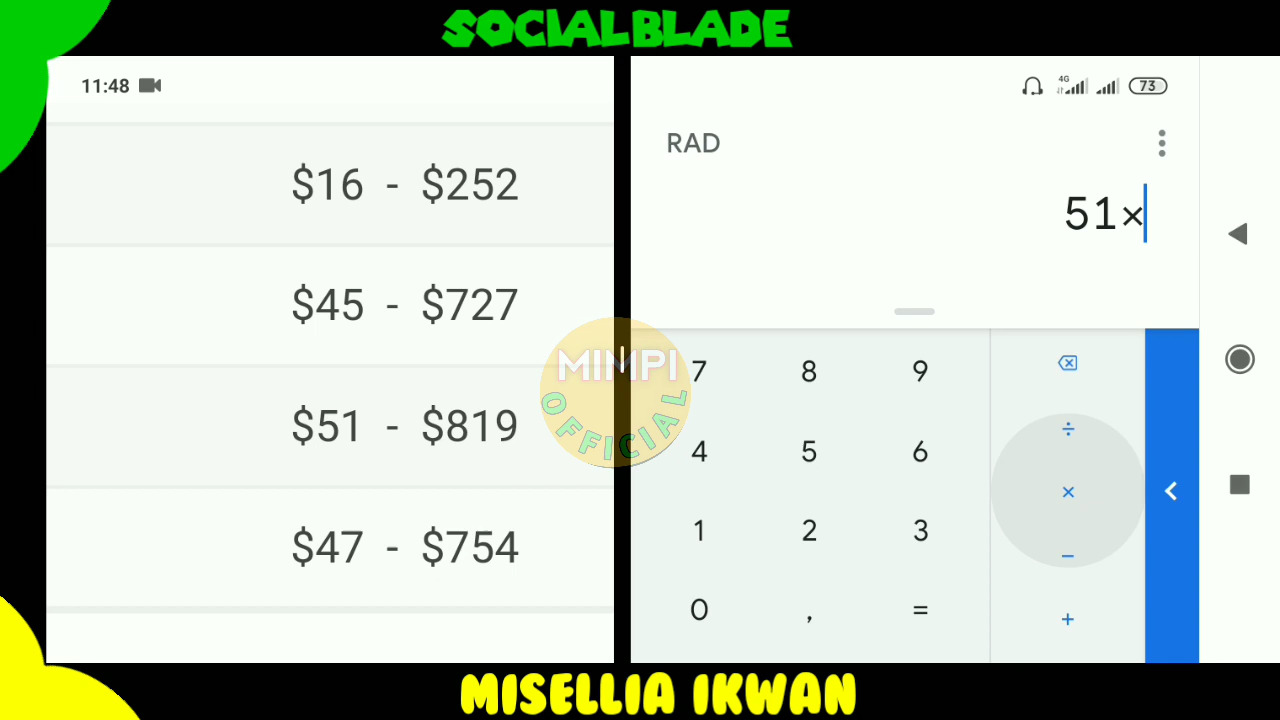 SOCIALBLADE
11:48
4G
73
$16 - $252
$45 - $727
$51 - $819
$47 - $754
RAD
51×
7 8 9
4 5 6
1 2 3
0 , =
÷
×
−
+
MIMPI
OFFICIAL
MISELLIA IKWAN